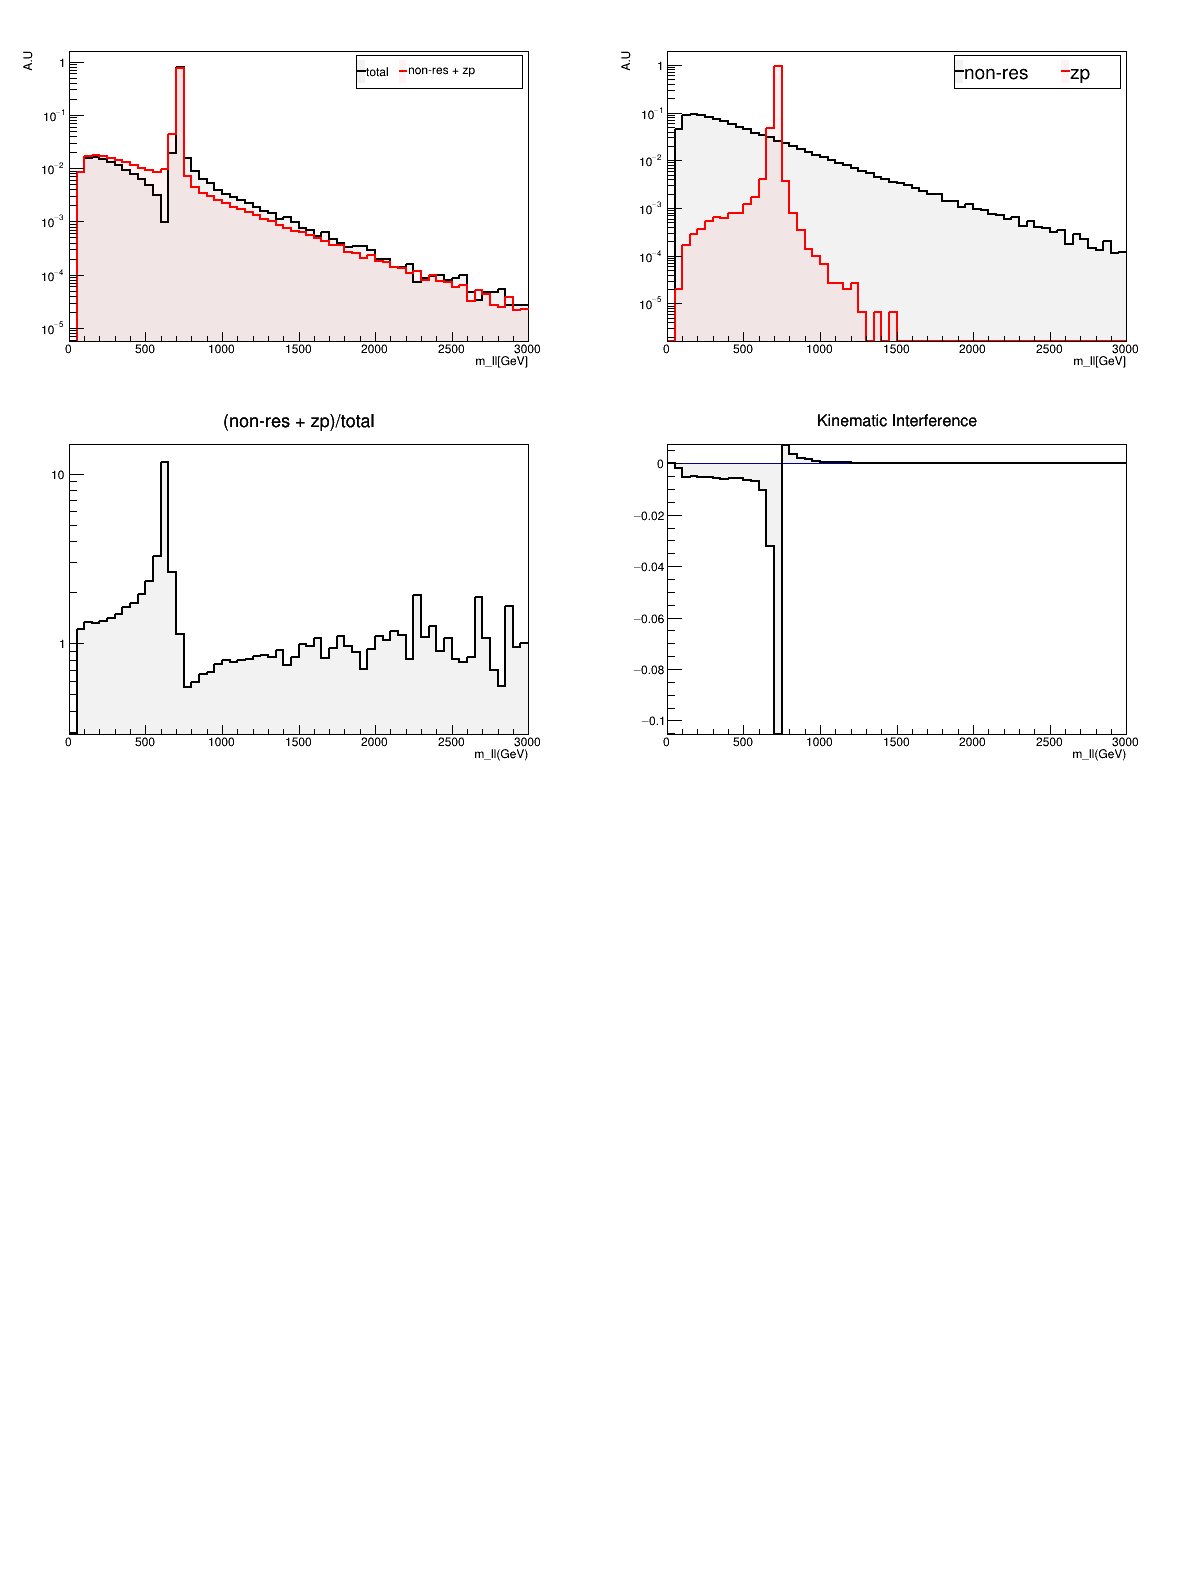 A.U
total non-res + zp
1
10⁻¹
10⁻²
10⁻³
10⁻⁴
10⁻⁵
0 500 1000 1500 2000 2500 3000
m_ll[GeV]
A.U
non-res zp
1
10⁻¹
10⁻²
10⁻³
10⁻⁴
10⁻⁵
0 500 1000 1500 2000 2500 3000
m_ll[GeV]
(non-res + zp)/total
10
1
0 500 1000 1500 2000 2500 3000
m_ll(GeV)
Kinematic Interference
0
−0.02
−0.04
−0.06
−0.08
−0.1
0 500 1000 1500 2000 2500 3000
m_ll(GeV)